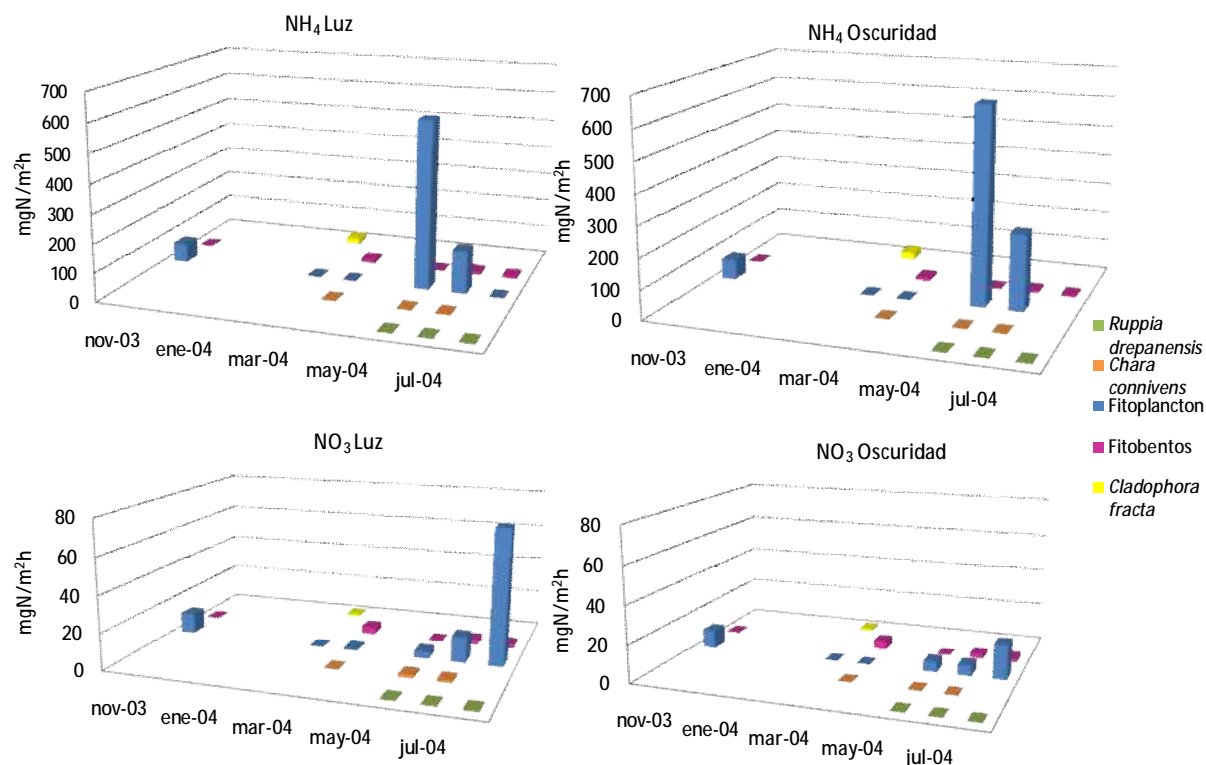 NH₄ Luz
mgN /m²h
700
600
500
400
300
200
100
0
nov-03
ene-04
mar-04
may-04
jul-04
NH₄ Oscuridad
mgN/m²h
700
600
500
400
300
200
100
0
nov-03
ene-04
mar-04
may-04
jul-04
Ruppia
drepanensis
Chara
connivens
Fitoplancton
Fitobentos
Cladophora
fracta
NO₃ Luz
mgN/m²h
80
60
40
20
0
nov-03
ene-04
mar-04
may-04
jul-04
NO₃ Oscuridad
mgN/m²h
80
60
40
20
0
nov-03
ene-04
mar-04
may-04
jul-04